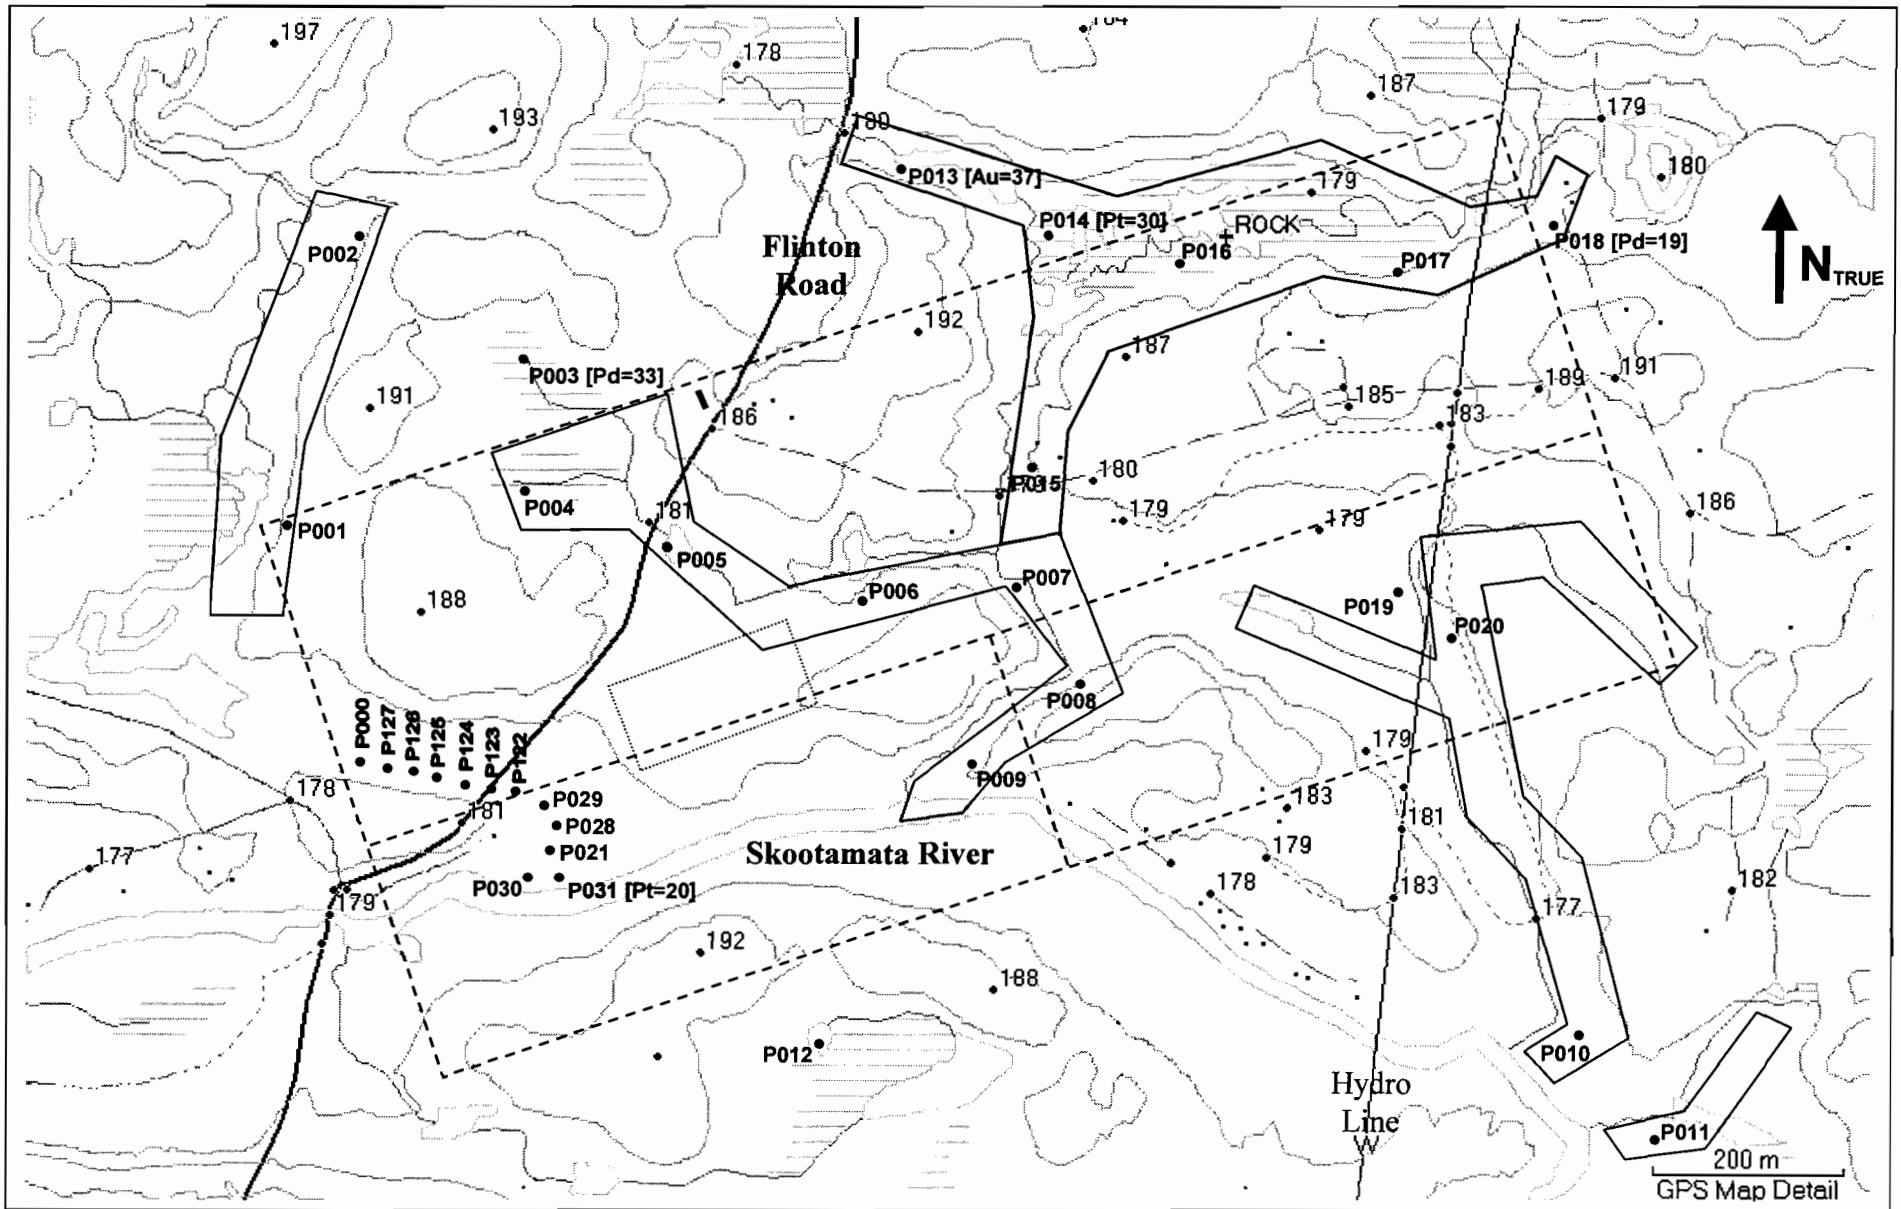 197
178
187
193
180
179
180
P013 [Au=37]
179
P014 [Pt=30]
ROCK
P002
Flinton
Road
P016
P017
P018 [Pd=19]
N TRUE
192
187
P003 [Pd=33]
191
186
185
189
191
183
180
P015
P004
181
179
179
186
P001
P005
P007
188
P006
P019
P020
P008
P000
P127
P126
P125
P124
P123
P122
179
P009
178
P029
183
181
P028
181
177
P021
Skootamata River
179
P030
P031 [Pt=20]
178
183
182
179
177
192
188
P012
P010
Hydro
Line
P011
200 m
GPS Map Detail